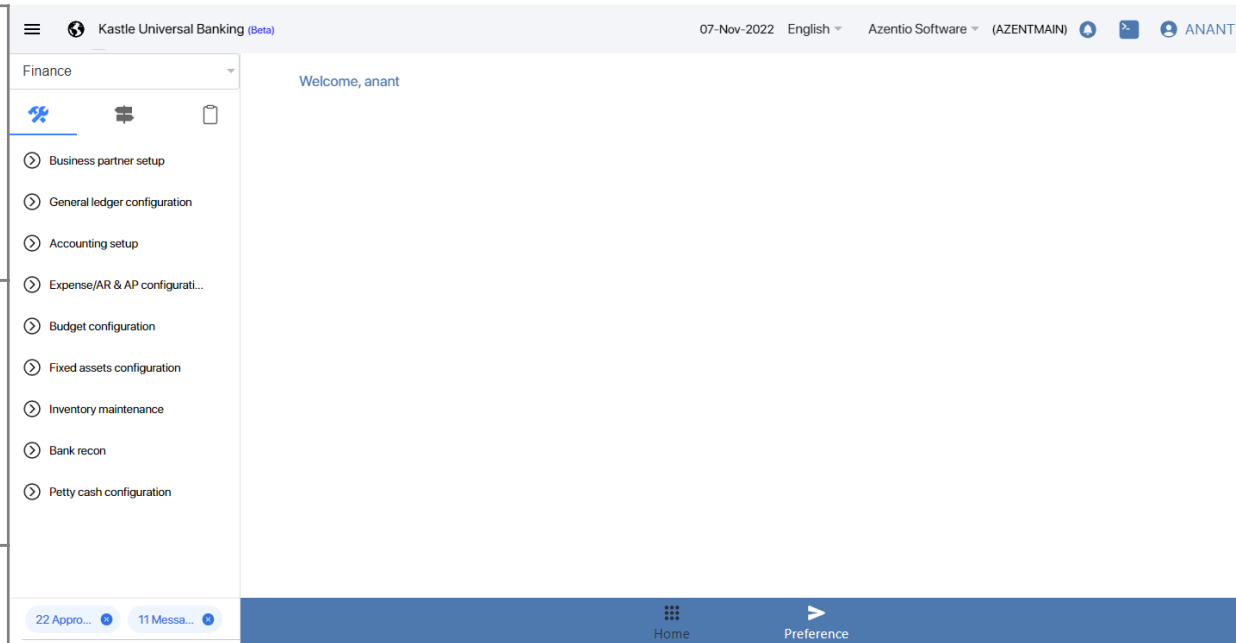 Kastle Universal Banking (Beta)
07-Nov-2022 English Azentio Software (AZENTMAIN) ANANT
Finance
Welcome, anant
Business partner setup
General ledger configuration
Accounting setup
Expense/AR & AP configurati...
Budget configuration
Fixed assets configuration
Inventory maintenance
Bank recon
Petty cash configuration
22 Appro... 11 Messa...
Home Preference